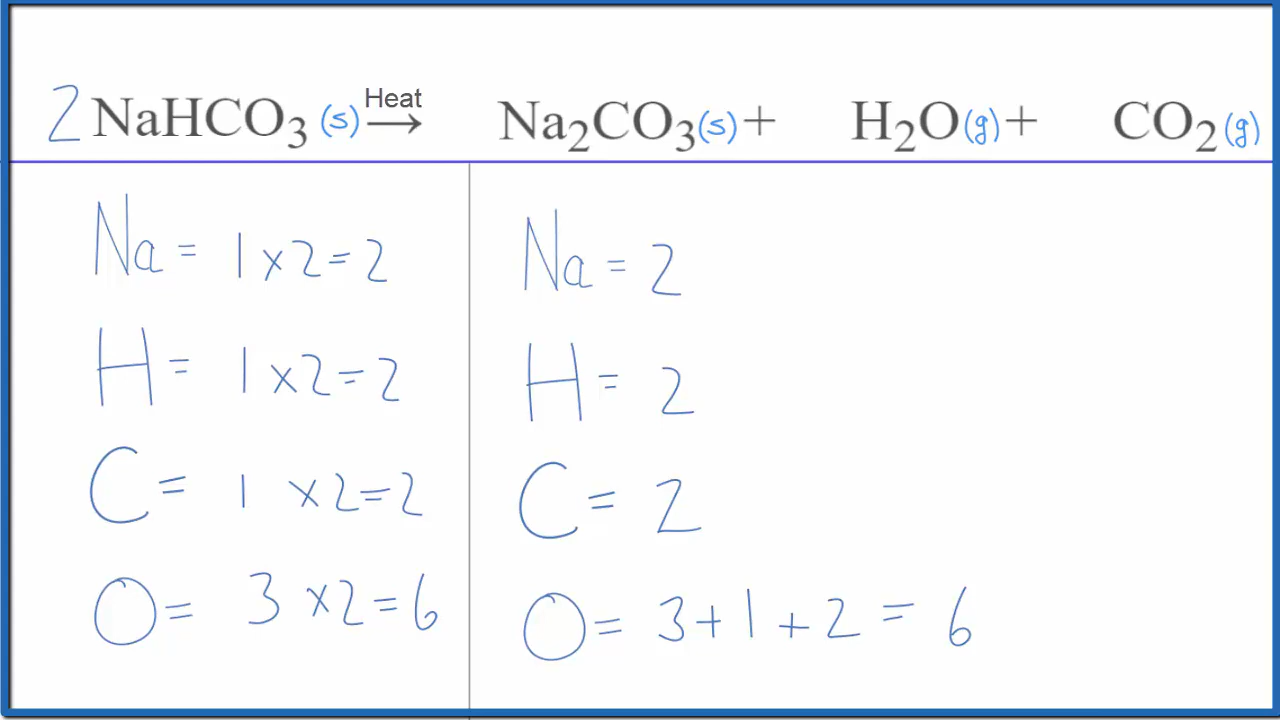 2 NaHCO₃ (s) Heat → Na₂CO₃(s) + H₂O(g) + CO₂(g)
Na = 1 x 2 = 2
H = 1 x 2 = 2
C = 1 x 2 = 2
O = 3 x 2 = 6
Na = 2
H = 2
C = 2
O = 3 + 1 + 2 = 6